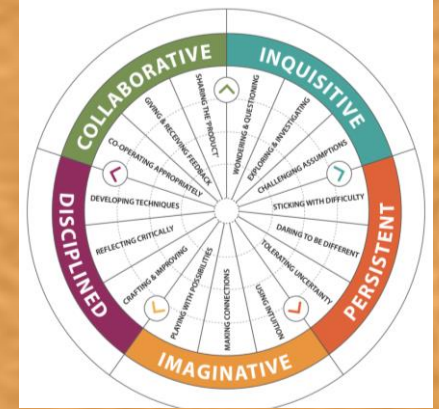 COLLABORATIVE
SHARING THE 'PRODUCT'
GIVING & RECEIVING FEEDBACK
CO-OPERATING APPROPRIATELY
INQUISITIVE
WONDERING & QUESTIONING
EXPLORING & INVESTIGATING
CHALLENGING ASSUMPTIONS
PERSISTENT
STICKING WITH DIFFICULTY
DARING TO BE DIFFERENT
TOLERATING UNCERTAINTY
IMAGINATIVE
USING INTUITION
MAKING CONNECTIONS
PLAYING WITH POSSIBILITIES
DISCIPLINED
CRAFTING & IMPROVING
REFLECTING CRITICALLY
DEVELOPING TECHNIQUES